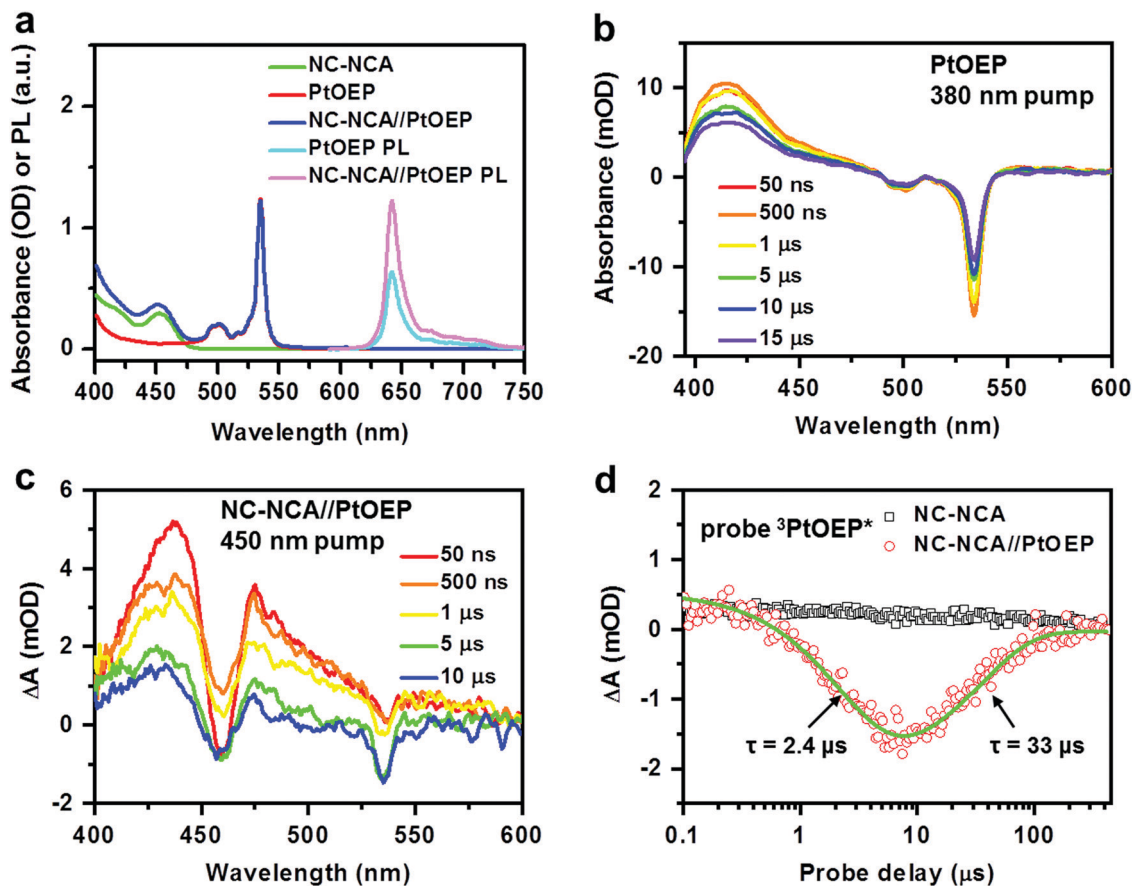 a
Absorbance (OD) or PL (a.u.)
2
1
0
NC-NCA
PtOEP
NC-NCA//PtOEP
PtOEP PL
NC-NCA//PtOEP PL
400 450 500 550 600 650 700 750
Wavelength (nm)
b
Absorbance (mOD)
10
0
-10
-20
PtOEP
380 nm pump
50 ns
500 ns
1 µs
5 µs
10 µs
15 µs
400 450 500 550 600
Wavelength (nm)
c
ΔA (mOD)
6
4
2
0
-2
NC-NCA//PtOEP
450 nm pump
50 ns
500 ns
1 µs
5 µs
10 µs
400 450 500 550 600
Wavelength (nm)
d
ΔA (mOD)
2
1
0
-1
-2
probe ³PtOEP*
NC-NCA
NC-NCA//PtOEP
τ = 2.4 µs
τ = 33 µs
0.1 1 10 100
Probe delay (µs)